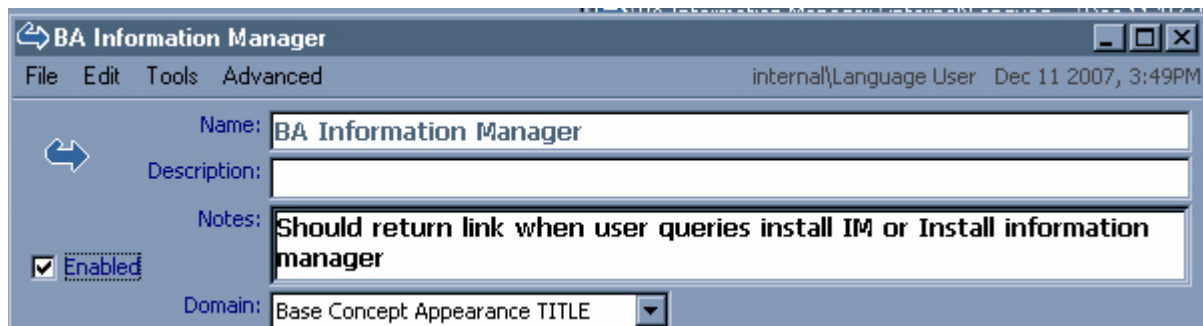 BA Information Manager
File Edit Tools Advanced internal\Language User Dec 11 2007, 3:49PM
Name: BA Information Manager
Description:
Notes: Should return link when user queries install IM or Install information
manager
Enabled
Domain: Base Concept Appearance TITLE